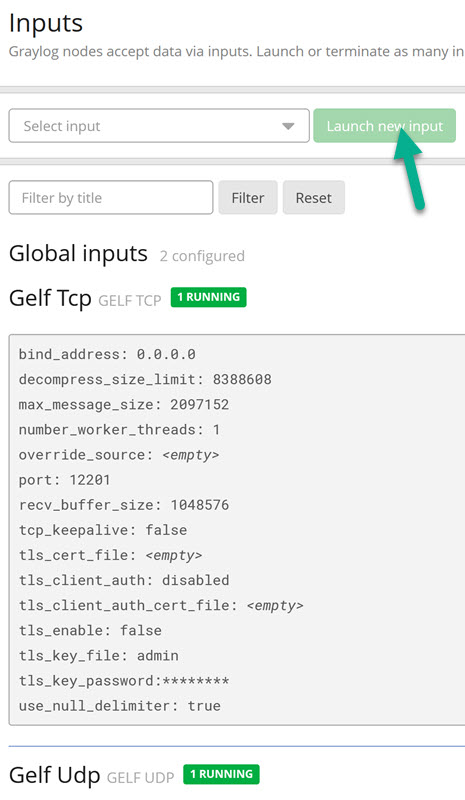 Inputs
Graylog nodes accept data via inputs. Launch or terminate as many in
Select input
Launch new input
Filter by title
Filter
Reset
Global inputs 2 configured
Gelf Tcp GELF TCP 1 RUNNING
bind_address: 0.0.0.0
decompress_size_limit: 8388608
max_message_size: 2097152
number_worker_threads: 1
override_source: <empty>
port: 12201
recv_buffer_size: 1048576
tcp_keepalive: false
tls_cert_file: <empty>
tls_client_auth: disabled
tls_client_auth_cert_file: <empty>
tls_enable: false
tls_key_file: admin
tls_key_password:********
use_null_delimiter: true
Gelf Udp GELF UDP 1 RUNNING